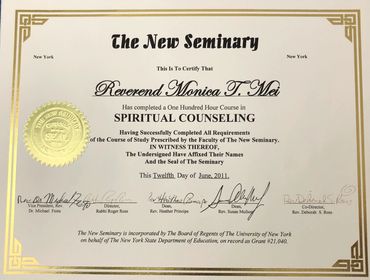 The New Seminary
New York
New York
This Is To Certify That
Reverend Monica T. Mei
Has completed a One Hundred Hour Course in
SPIRITUAL COUNSELING
Having Successfully Completed All Requirements
of the Course of Study Prescribed by the Faculty of The New Seminary.
IN WITNESS THEREOF,
The Undersigned Have Affixed Their Names
And the Seal of The Seminary
This Twelfth Day of June, 2011.
THE NEW SEMINARY
Vice President, Rev.
Director,
Dean,
Dean,
Co-Director,
Dr. Michael
Rabbi Roger Ross
Rev. Heather Principe
Rev. Susan
Rev. Deborah S. Ross
The New Seminary is incorporated by The Board of Regents of The University of New York
on behalf of The New York State Department of Education; on record as Grant #21,040.